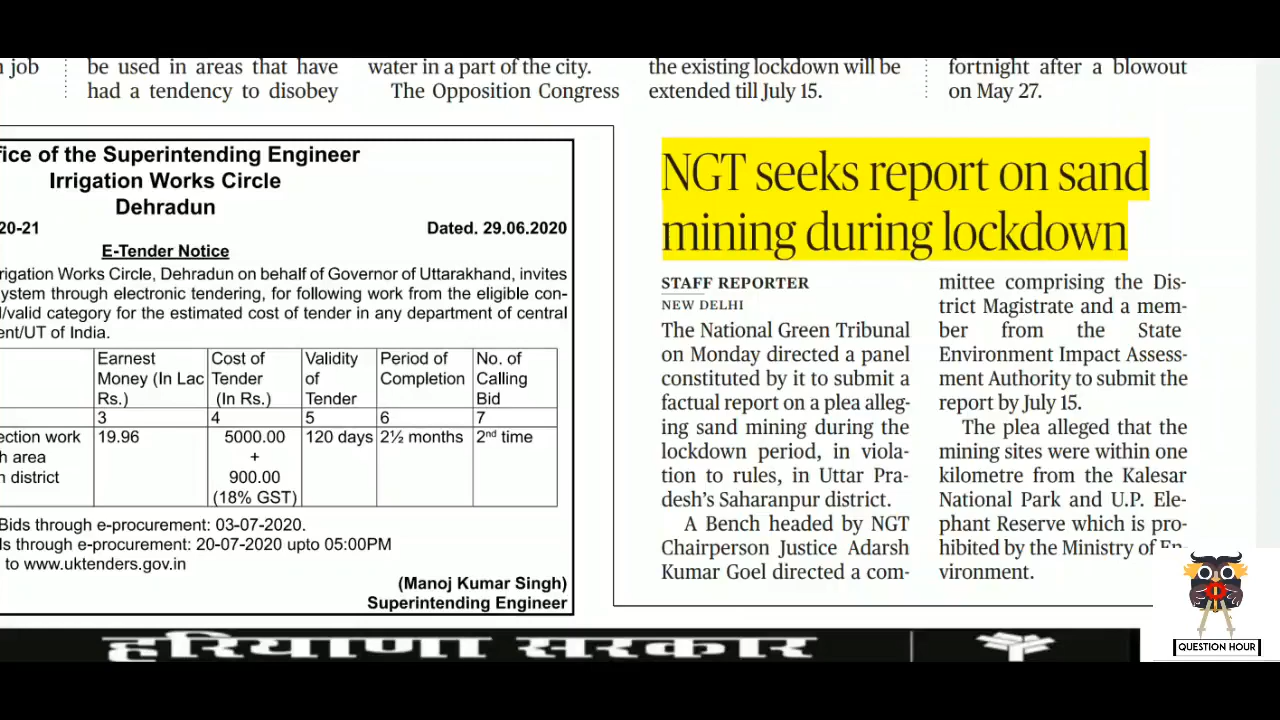 n job
be used in areas that have
had a tendency to disobey
water in a part of the city.
The Opposition Congress
the existing lockdown will be
extended till July 15.
fortnight after a blowout
on May 27.
fice of the Superintending Engineer
Irrigation Works Circle
Dehradun
20-21 Dated. 29.06.2020
E-Tender Notice
rigation Works Circle, Dehradun on behalf of Governor of Uttarakhand, invites
ystem through electronic tendering, for following work from the eligible con-
/valid category for the estimated cost of tender in any department of central
ent/UT of India.
Earnest Money (In Lac Rs.) Cost of Tender (In Rs.) Validity of Tender Period of Completion No. of Calling Bid
3 4 5 6 7
ection work 19.96 5000.00 120 days 2½ months 2nd time
h area +
n district 900.00
(18% GST)
Bids through e-procurement: 03-07-2020.
ls through e-procurement: 20-07-2020 upto 05:00PM
to www.uktenders.gov.in
(Manoj Kumar Singh)
Superintending Engineer
NGT seeks report on sand
mining during lockdown
STAFF REPORTER
NEW DELHI
The National Green Tribunal
on Monday directed a panel
constituted by it to submit a
factual report on a plea alleg-
ing sand mining during the
lockdown period, in viola-
tion to rules, in Uttar Pra-
desh's Saharanpur district.
A Bench headed by NGT
Chairperson Justice Adarsh
Kumar Goel directed a com-
mittee comprising the Dis-
trict Magistrate and a mem-
ber from the State
Environment Impact Assess-
ment Authority to submit the
report by July 15.
The plea alleged that the
mining sites were within one
kilometre from the Kalesar
National Park and U.P. Ele-
phant Reserve which is pro-
hibited by the Ministry of En-
vironment.
हरियाणा सरकार
QUESTION HOUR